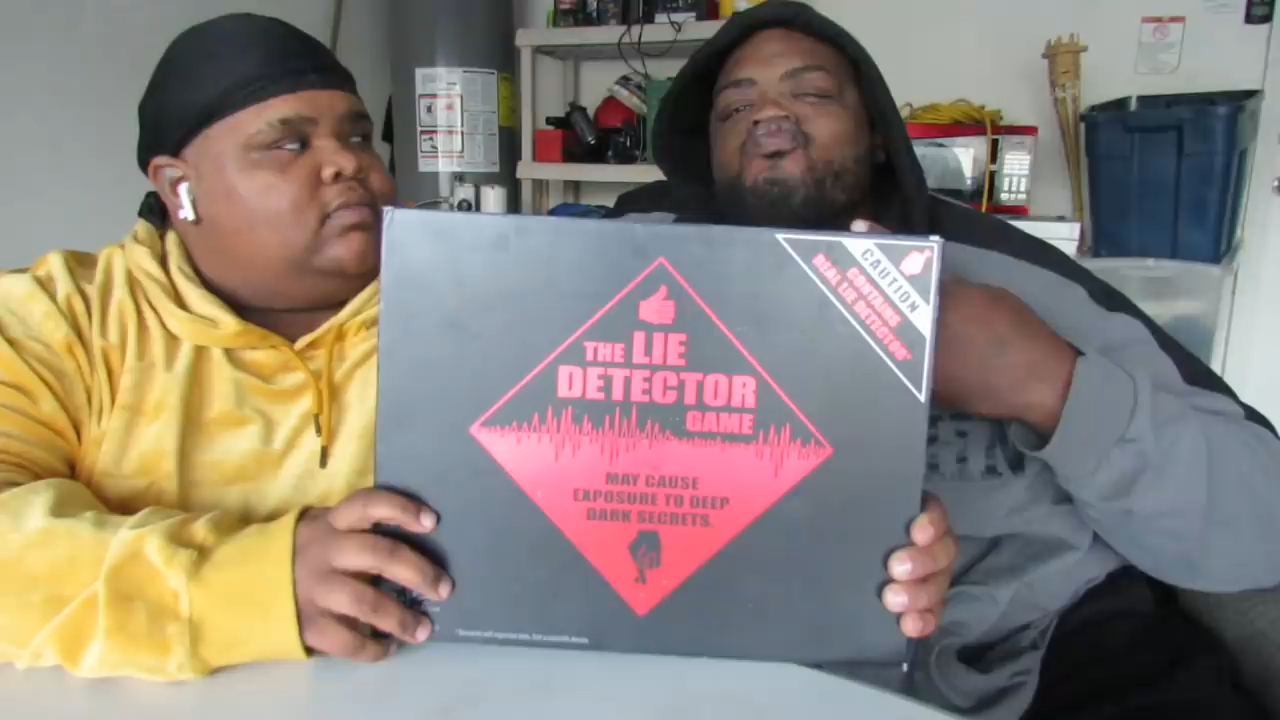 THE LIE
DETECTOR
GAME
MAY CAUSE
EXPOSURE TO DEEP
DARK SECRETS.
CAUTION
CONTAINS
REAL LIE DETECTOR*